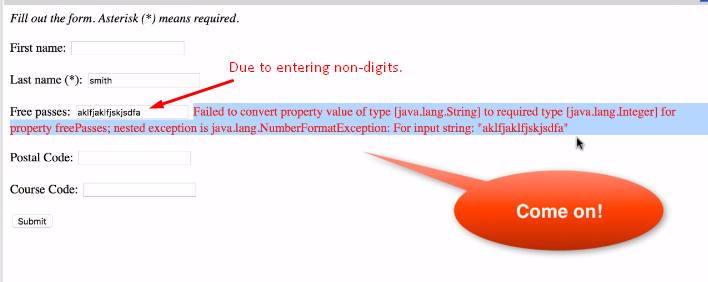 Fill out the form. Asterisk (*) means required.
First name:
Last name (*): smith
Due to entering non-digits.
Free passes: aklfjaklfjskjsdfa Failed to convert property value of type [java.lang.String] to required type [java.lang.Integer] for
property freePasses; nested exception is java.lang.NumberFormatException: For input string: "aklfjaklfjskjsdfa"
Postal Code:
Course Code:
Come on!
Submit